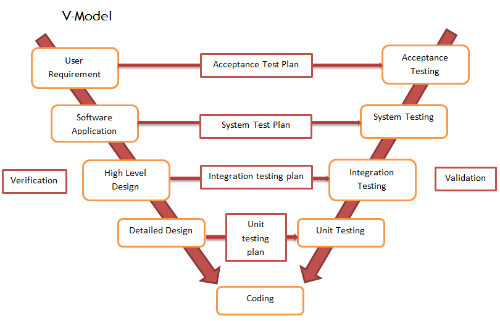 V-Model
User
Requirement
Acceptance Test Plan
Acceptance
Testing
Software
Application
System Test Plan
System Testing
Verification
High Level
Design
Integration testing plan
Integration
Testing
Validation
Detailed Design
Unit
testing
plan
Unit Testing
Coding